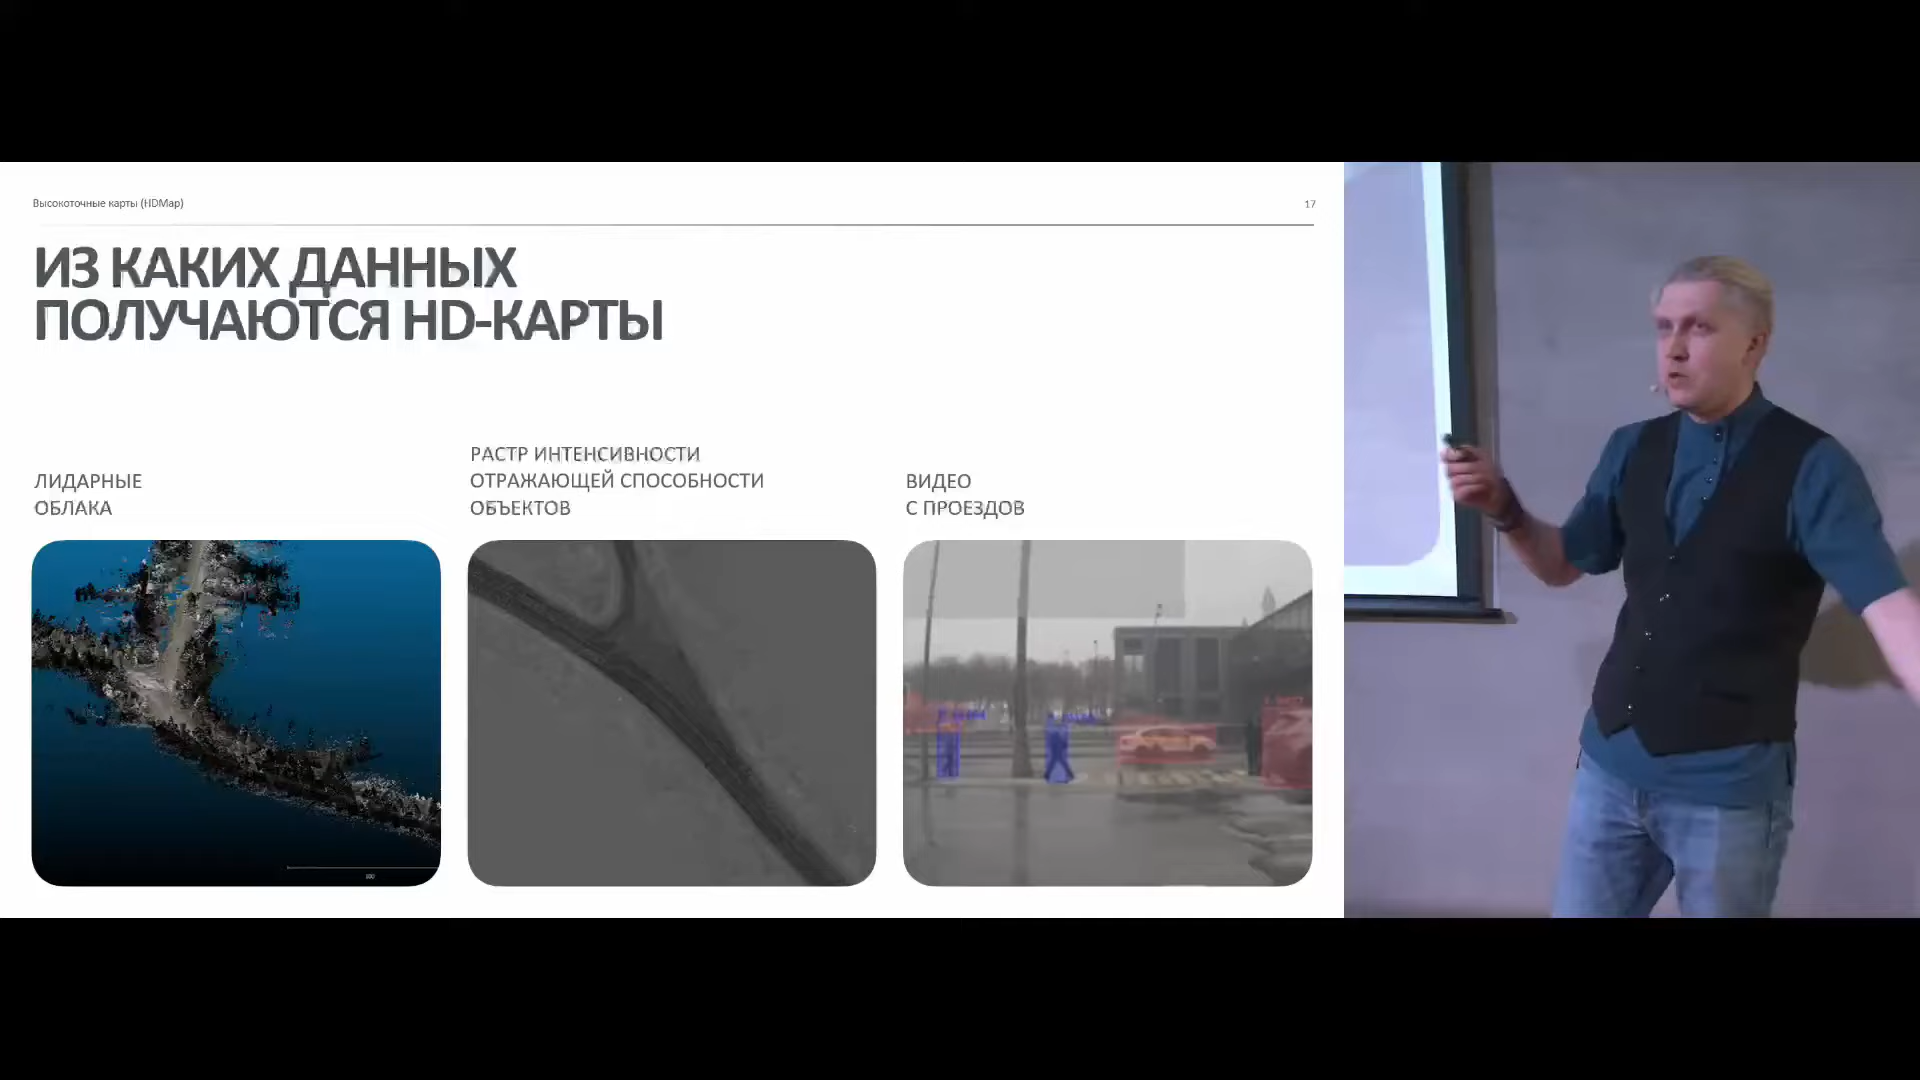 Высокоточные карты (HDMap)
17
ИЗ КАКИХ ДАННЫХ
ПОЛУЧАЮТСЯ HD-КАРТЫ
ЛИДАРНЫЕ
ОБЛАКА
РАСТР ИНТЕНСИВНОСТИ
ОТРАЖАЮЩЕЙ СПОСОБНОСТИ
ОБЪЕКТОВ
ВИДЕО
С ПРОЕЗДОВ